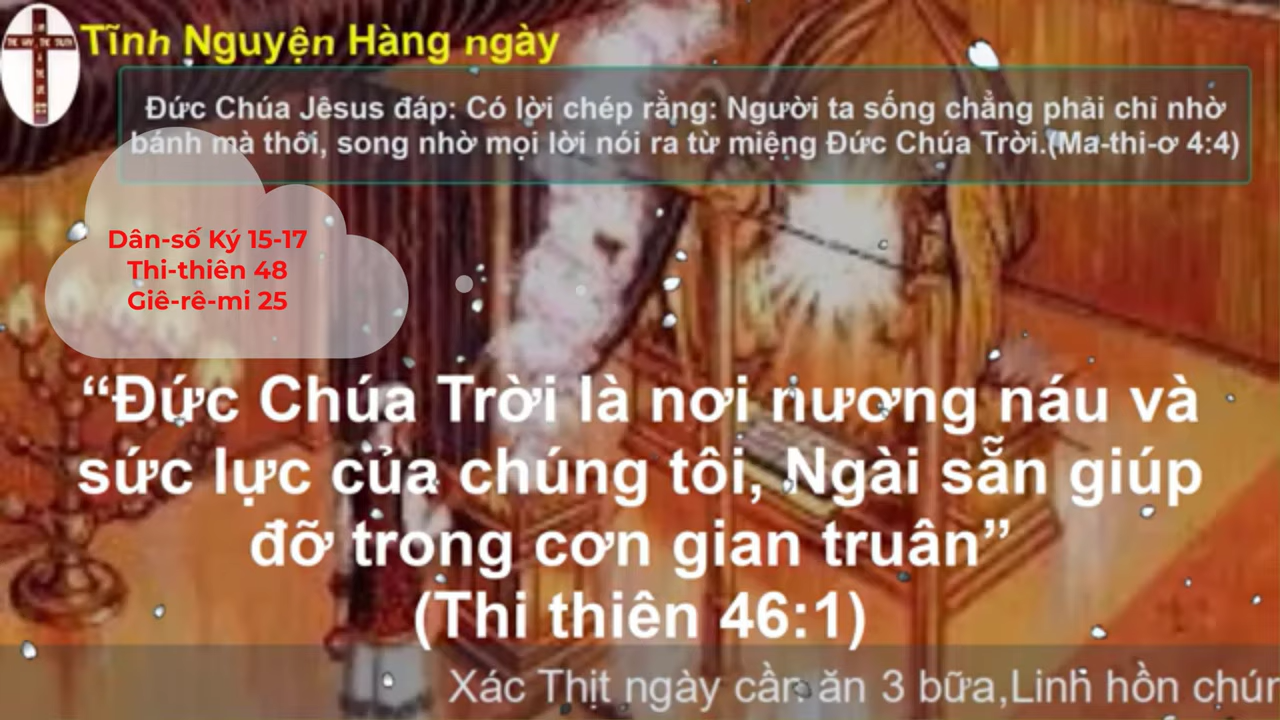 Tĩnh Nguyện Hàng ngày
Đức Chúa Jêsus đáp: Có lời chép rằng: Người ta sống chẳng phải chỉ nhờ
bánh mà thôi, song nhờ mọi lời nói ra từ miệng Đức Chúa Trời.(Ma-thi-ơ 4:4)
Dân-số Ký 15-17
Thi-thiên 48
Giê-rê-mi 25
“Đức Chúa Trời là nơi nương náu và
sức lực của chúng tôi, Ngài sẵn giúp
đỡ trong cơn gian truân”
(Thi thiên 46:1)
Xác Thịt ngày cần ăn 3 bữa,Linh hồn